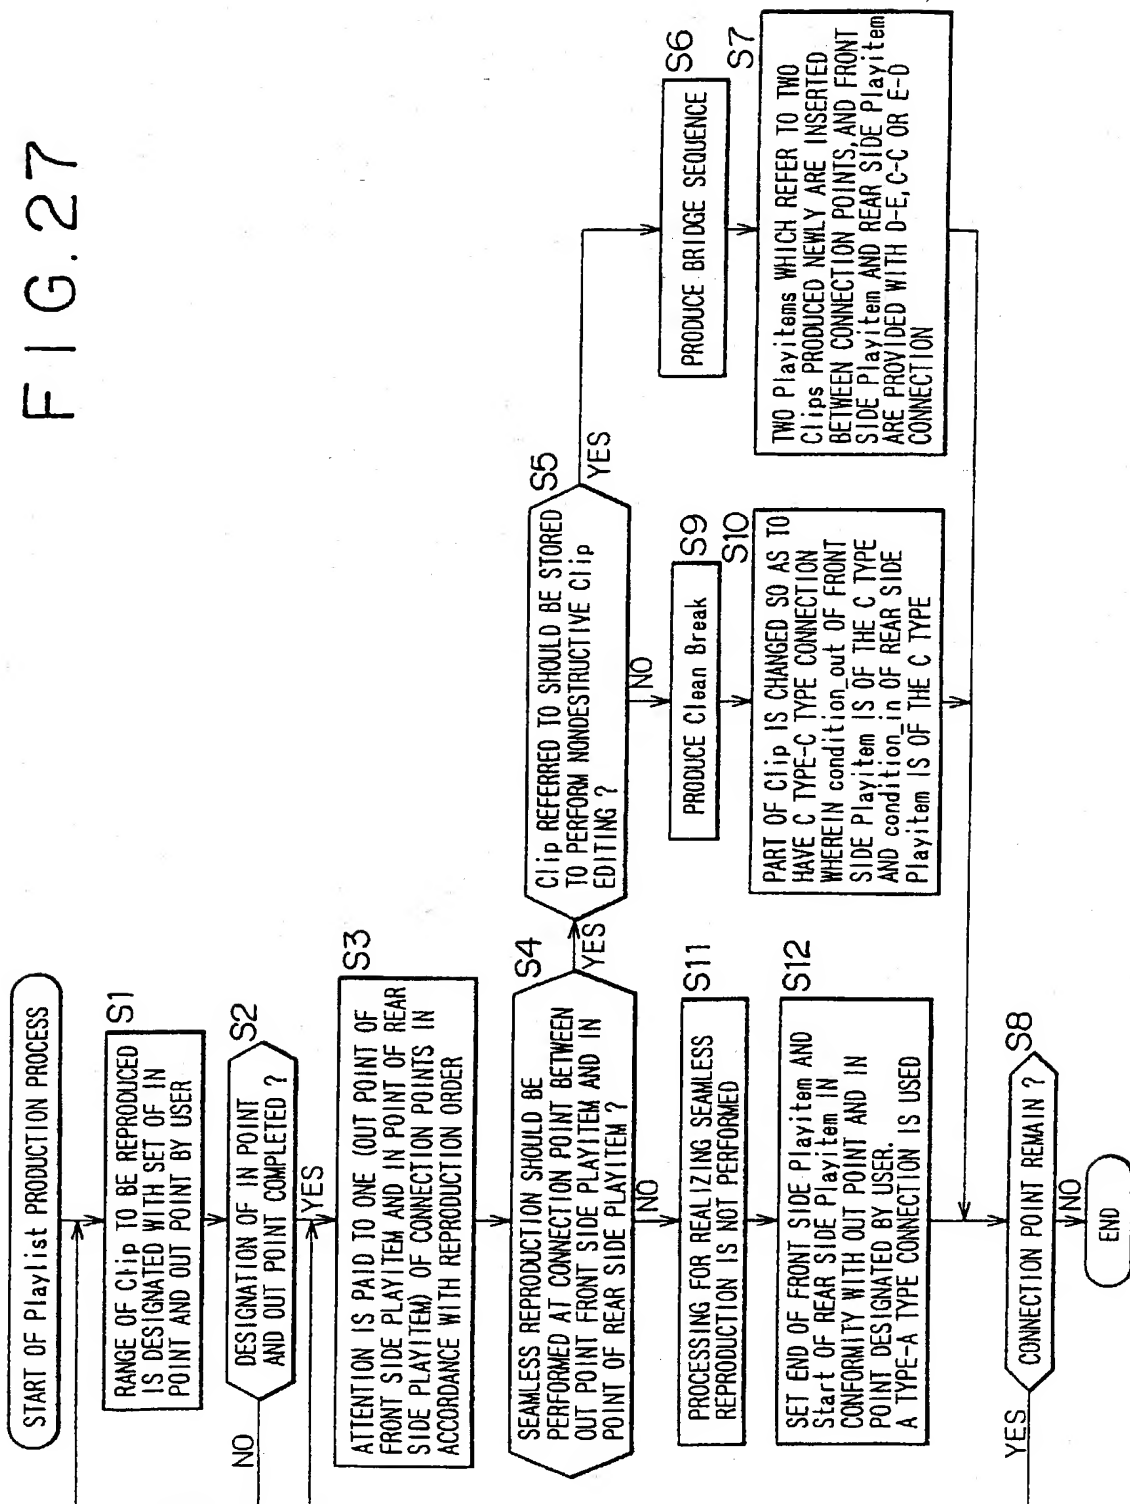 FIG.27
START OF Playlist PRODUCTION PROCESS
S1
RANGE OF Clip TO BE REPRODUCED
IS DESIGNATED WITH SET OF IN
POINT AND OUT POINT BY USER
S2
DESIGNATION OF IN POINT
AND OUT POINT COMPLETED ?
NO
YES
S3
ATTENTION IS PAID TO ONE (OUT POINT OF
FRONT SIDE PLAYITEM AND IN POINT OF REAR
SIDE PLAYITEM) OF CONNECTION POINTS IN
ACCORDANCE WITH REPRODUCTION ORDER
S4
SEAMLESS REPRODUCTION SHOULD BE
PERFORMED AT CONNECTION POINT BETWEEN
OUT POINT FRONT SIDE PLAYITEM AND IN
POINT OF REAR SIDE PLAYITEM ?
YES
NO
S5
Clip REFERRED TO SHOULD BE STORED
TO PERFORM NONDESTRUCTIVE Clip
EDITING ?
YES
NO
S6
PRODUCE BRIDGE SEQUENCE
S7
TWO Playitems WHICH REFER TO TWO
Clips PRODUCED NEWLY ARE INSERTED
BETWEEN CONNECTION POINTS, AND FRONT
SIDE Playitem AND REAR SIDE Playitem
ARE PROVIDED WITH D-E, C-C OR E-D
CONNECTION
S9
PRODUCE Clean Break
S10
PART OF Clip IS CHANGED SO AS TO
HAVE C TYPE-C TYPE CONNECTION
WHEREIN condition_out OF FRONT
SIDE Playitem IS OF THE C TYPE
AND condition_in OF REAR SIDE
Playitem IS OF THE C TYPE
S11
PROCESSING FOR REALIZING SEAMLESS
REPRODUCTION IS NOT PERFORMED
S12
SET END OF FRONT SIDE Playitem AND
Start OF REAR SIDE Playitem IN
CONFORMITY WITH OUT POINT AND IN
POINT DESIGNATED BY USER.
A TYPE-A TYPE CONNECTION IS USED
S8
CONNECTION POINT REMAIN ?
YES
NO
END